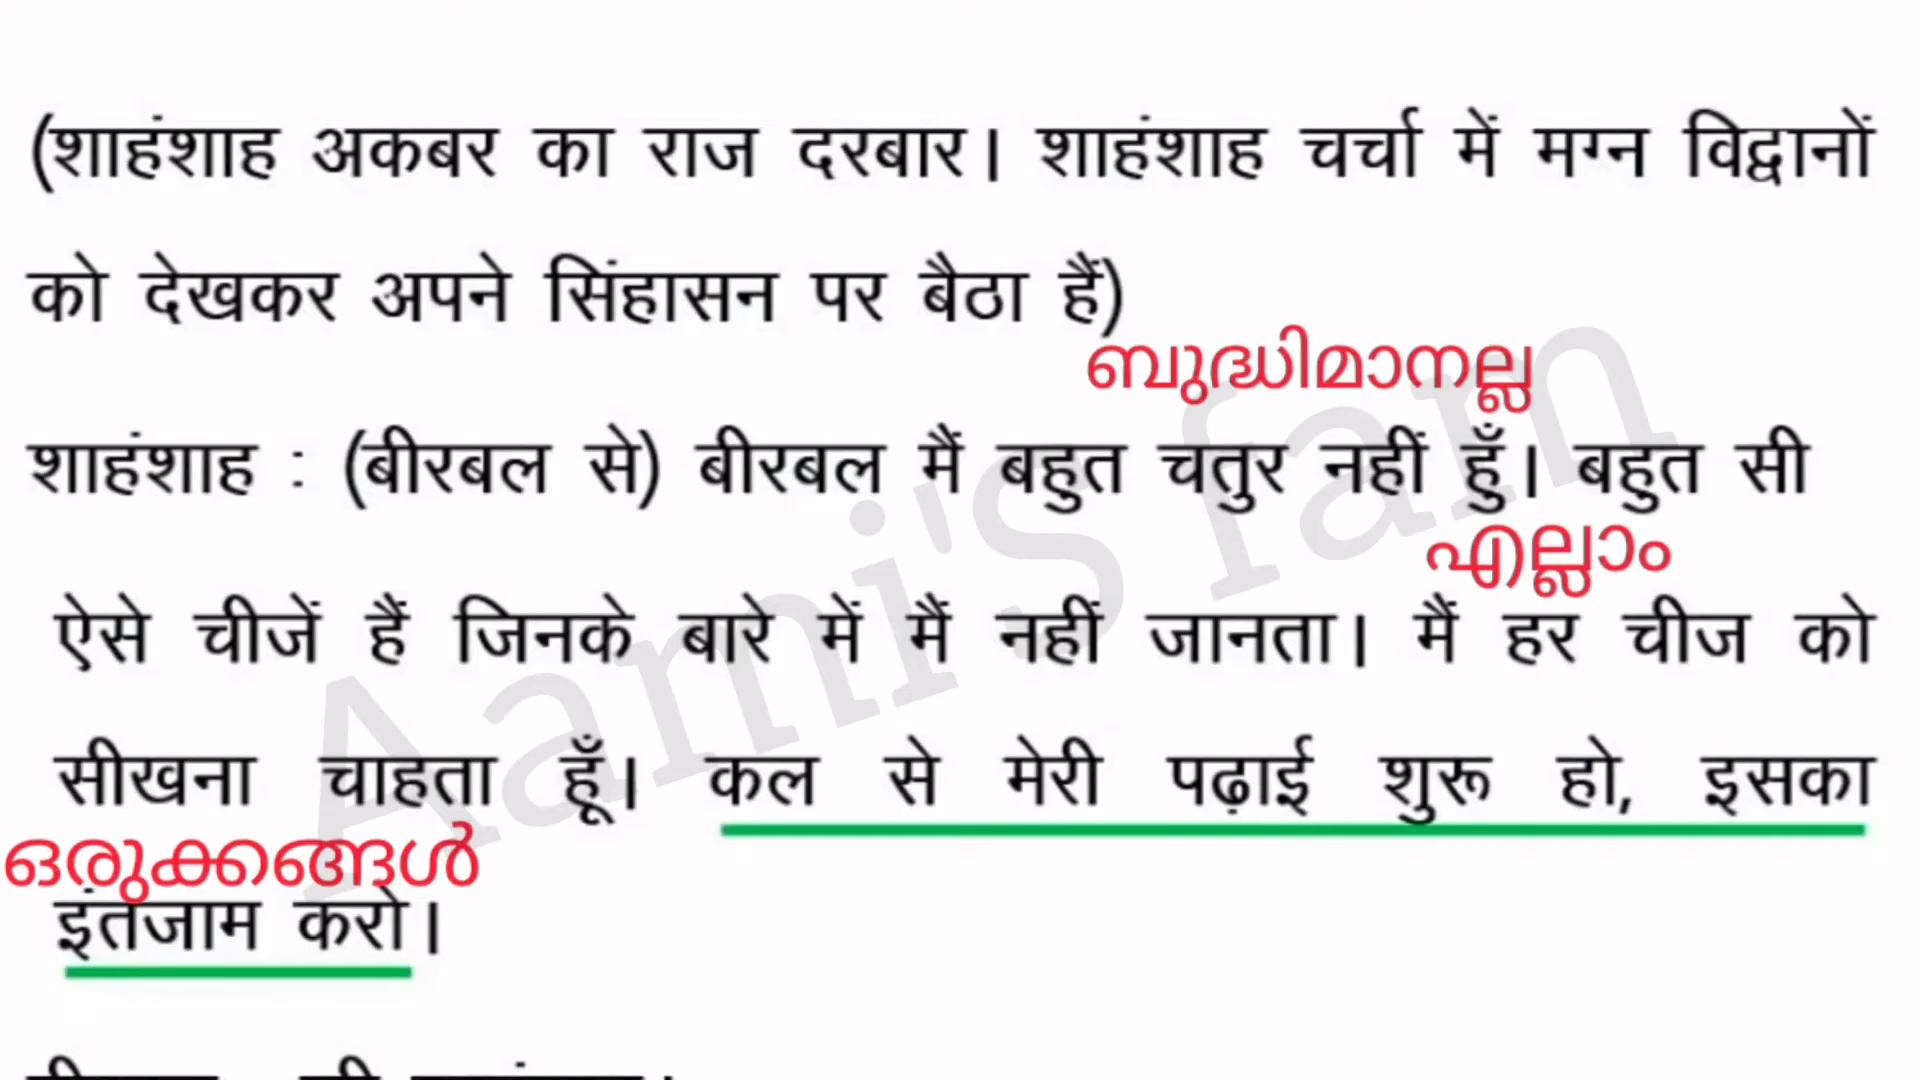 (शाहंशाह अकबर का राज दरबार। शाहंशाह चर्चा में मग्न विद्वानों
को देखकर अपने सिंहासन पर बैठा हैं)
ബുദ്ധിമാനല്ല
शाहंशाह : (बीरबल से) बीरबल मैं बहुत चतुर नहीं हुँ। बहुत सी
എല്ലാം
ऐसे चीजें हैं जिनके बारे में मैं नहीं जानता। मैं हर चीज को
सीखना चाहता हूँ। कल से मेरी पढ़ाई शुरू हो, इसका
ഒരുക്കങ്ങൾ
इंतजाम करो।
Aami'S fam